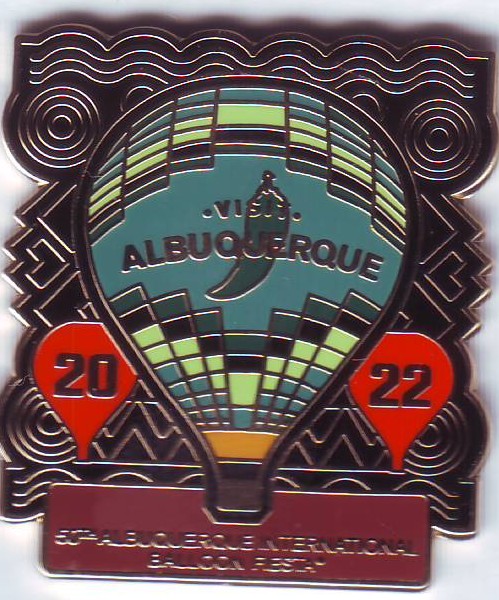 ·VISIT·
ALBUQUERQUE
20
22
50TH ALBUQUERQUE INTERNATIONAL
BALLOON FIESTA®